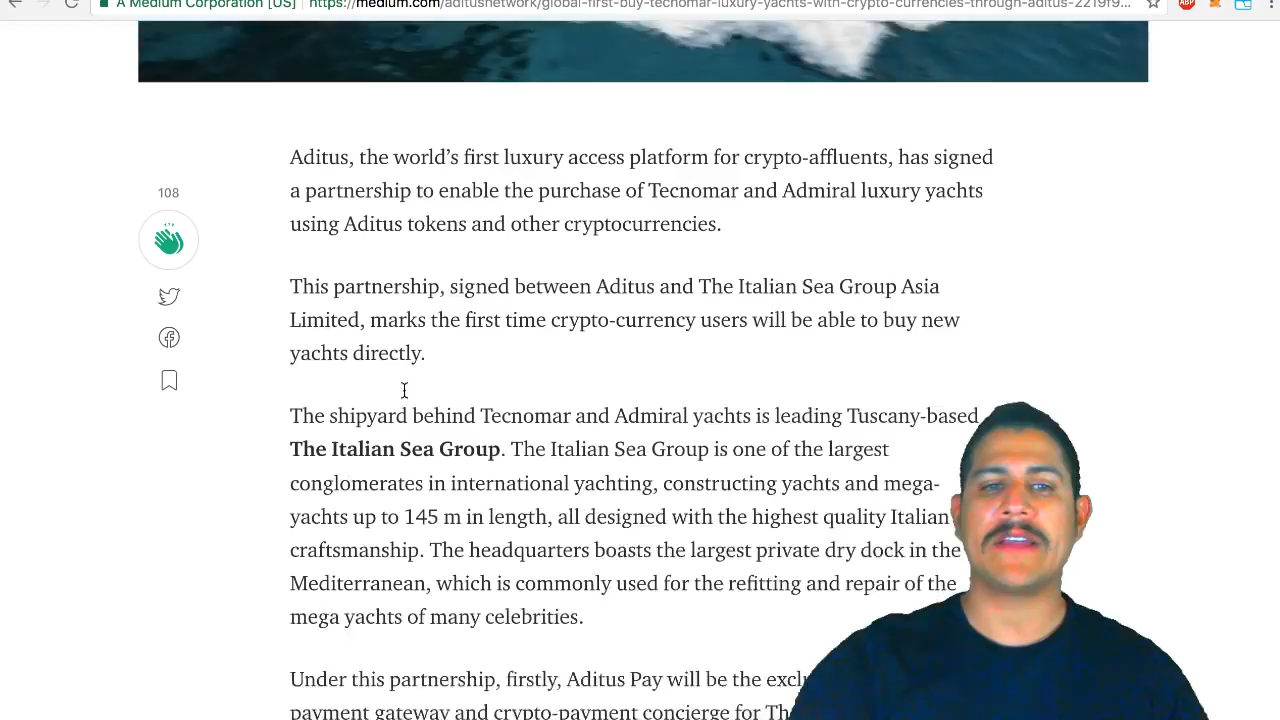 A Medium Corporation [US]
https://medium.com/aditusnetwork/global-first-buy-tecnomar-luxury-yachts-with-crypto-currencies-through-aditus-2219f9...
ABP
108
Aditus, the world’s first luxury access platform for crypto-affluents, has signed
a partnership to enable the purchase of Tecnomar and Admiral luxury yachts
using Aditus tokens and other cryptocurrencies.
This partnership, signed between Aditus and The Italian Sea Group Asia
Limited, marks the first time crypto-currency users will be able to buy new
yachts directly.
The shipyard behind Tecnomar and Admiral yachts is leading Tuscany-based
The Italian Sea Group. The Italian Sea Group is one of the largest
conglomerates in international yachting, constructing yachts and mega-
yachts up to 145 m in length, all designed with the highest quality Italian
craftsmanship. The headquarters boasts the largest private dry dock in the
Mediterranean, which is commonly used for the refitting and repair of the
mega yachts of many celebrities.
Under this partnership, firstly, Aditus Pay will be the
payment gateway and crypto-payment concierge for